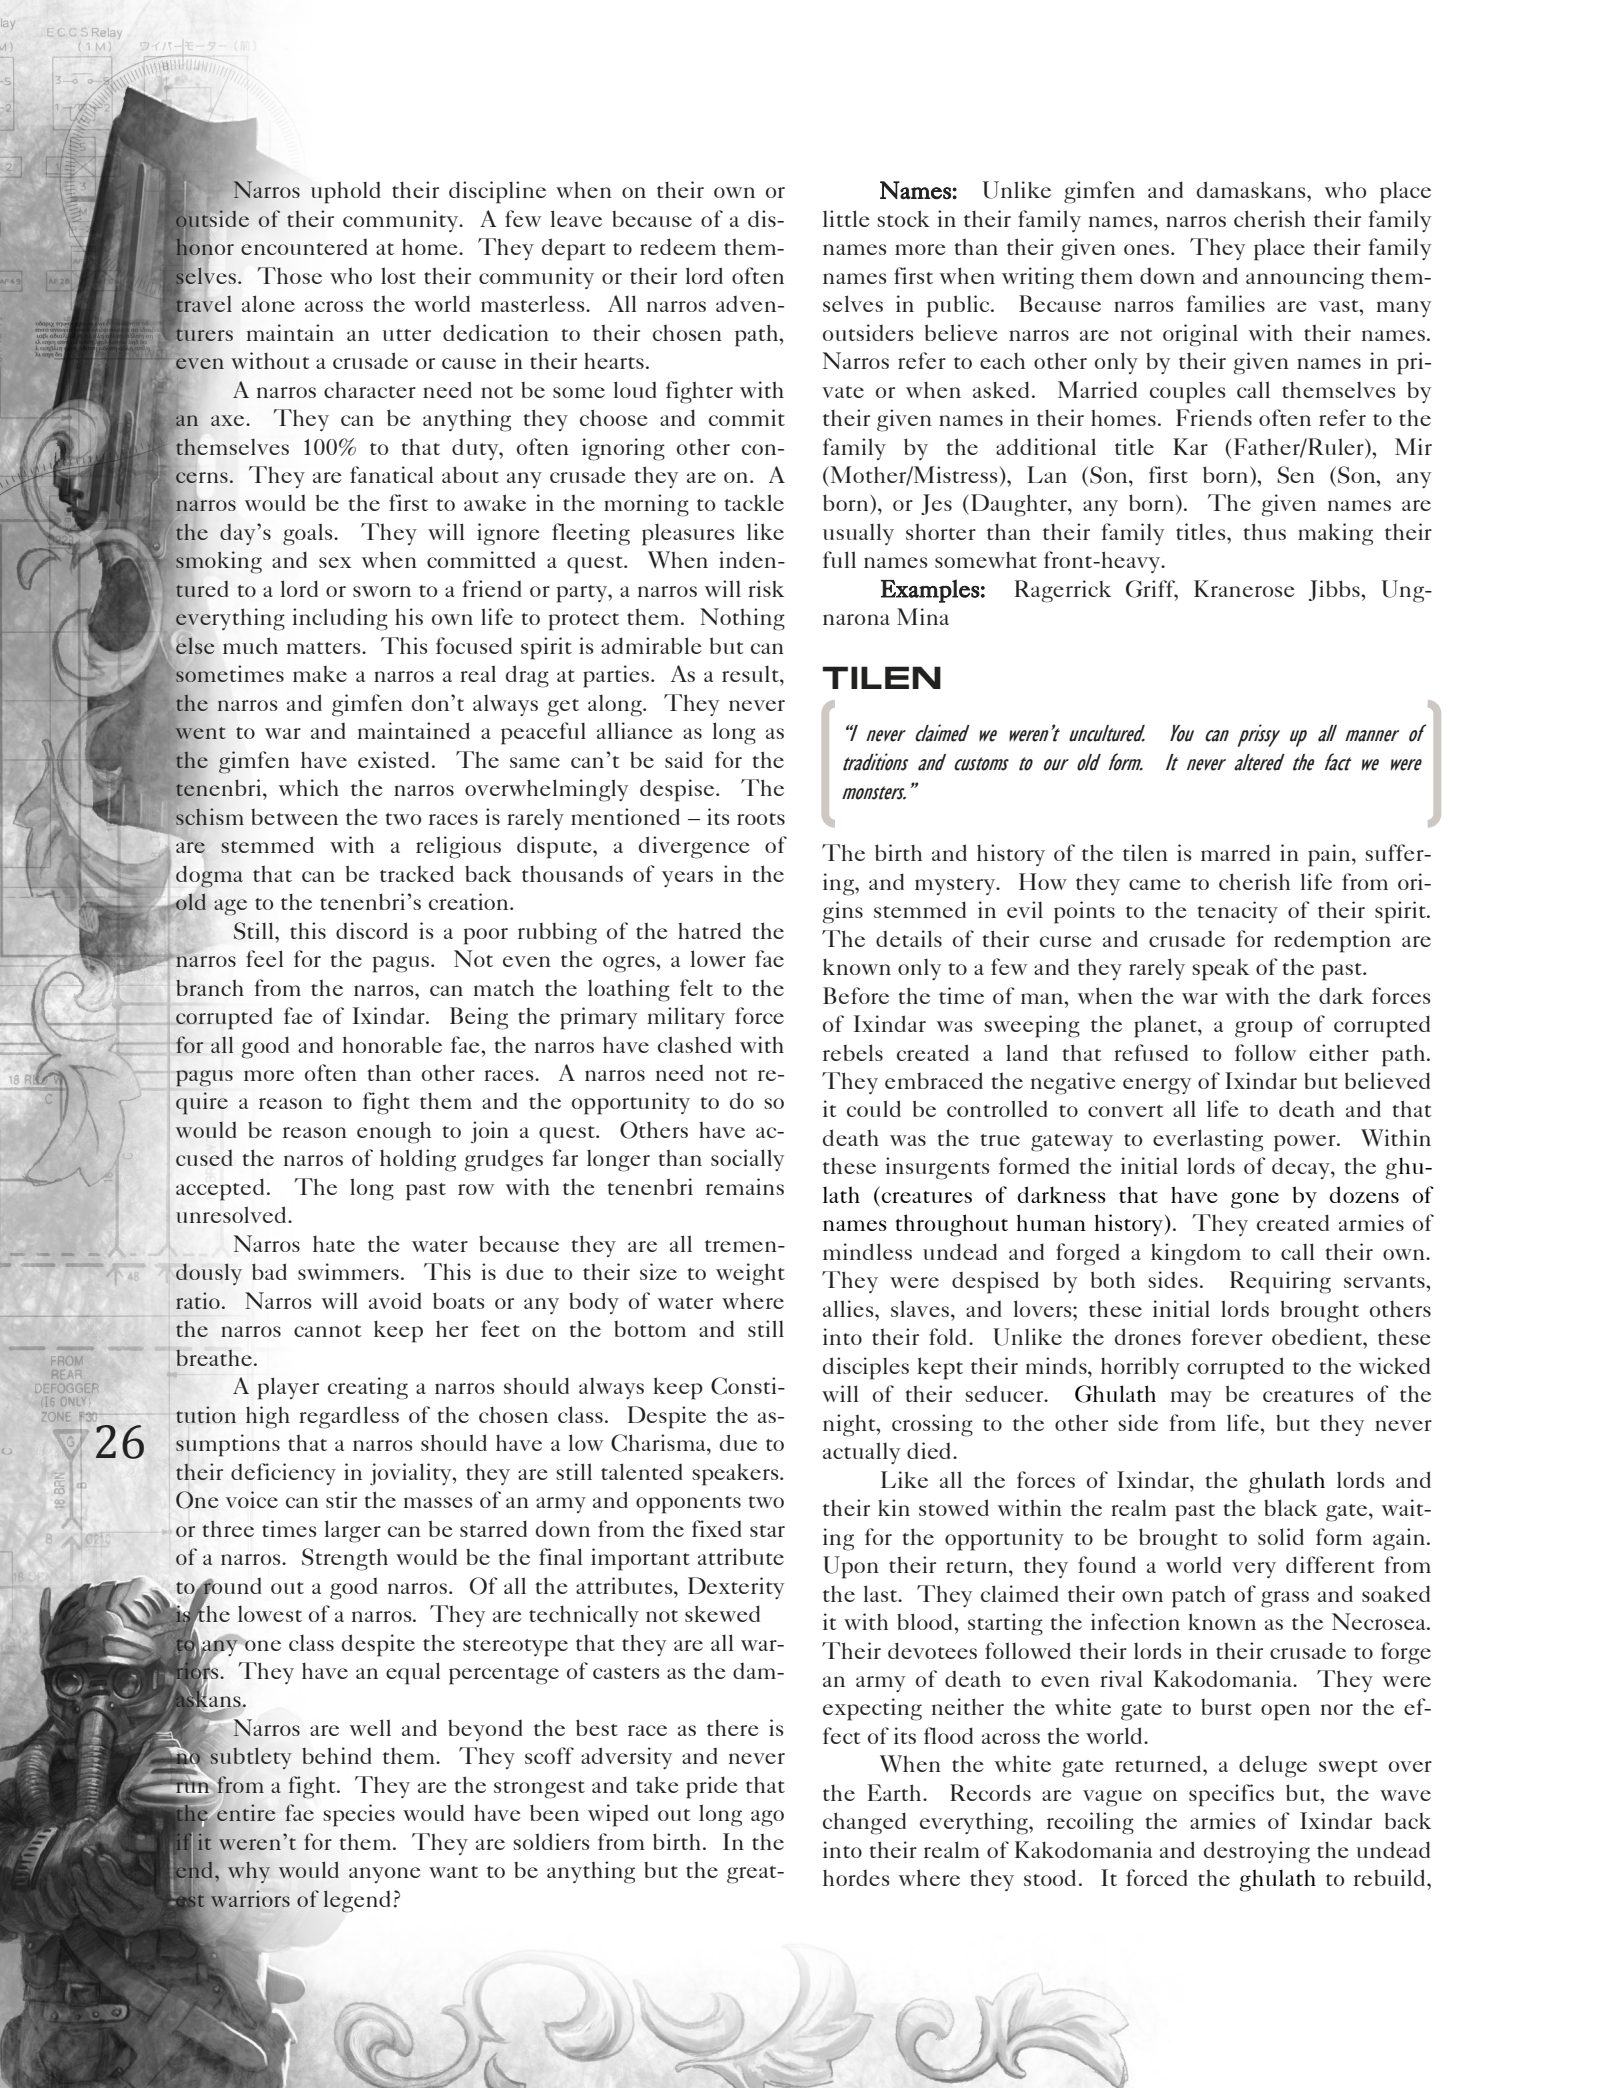 ECCS Relay
(1M)
ワイパーモーター(前)
Narros uphold their discipline when on their own or
outside of their community. A few leave because of a dis-
honor encountered at home. They depart to redeem them-
selves. Those who lost their community or their lord often
travel alone across the world masterless. All narros adven-
turers maintain an utter dedication to their chosen path,
even without a crusade or cause in their hearts.
A narros character need not be some loud fighter with
an axe. They can be anything they choose and commit
themselves 100% to that duty, often ignoring other con-
cerns. They are fanatical about any crusade they are on. A
narros would be the first to awake in the morning to tackle
the day's goals. They will ignore fleeting pleasures like
smoking and sex when committed a quest. When inden-
tured to a lord or sworn to a friend or party, a narros will risk
everything including his own life to protect them. Nothing
else much matters. This focused spirit is admirable but can
sometimes make a narros a real drag at parties. As a result,
the narros and gimfen don't always get along. They never
went to war and maintained a peaceful alliance as long as
the gimfen have existed. The same can't be said for the
tenenbri, which the narros overwhelmingly despise. The
schism between the two races is rarely mentioned – its roots
are stemmed with a religious dispute, a divergence of
dogma that can be tracked back thousands of years in the
old age to the tenenbri's creation.
Still, this discord is a poor rubbing of the hatred the
narros feel for the pagus. Not even the ogres, a lower fae
branch from the narros, can match the loathing felt to the
corrupted fae of Ixindar. Being the primary military force
for all good and honorable fae, the narros have clashed with
pagus more often than other races. A narros need not re-
quire a reason to fight them and the opportunity to do so
would be reason enough to join a quest. Others have ac-
cused the narros of holding grudges far longer than socially
accepted. The long past row with the tenenbri remains
unresolved.
Narros hate the water because they are all tremen-
dously bad swimmers. This is due to their size to weight
ratio. Narros will avoid boats or any body of water where
the narros cannot keep her feet on the bottom and still
breathe.
A player creating a narros should always keep Consti-
tution high regardless of the chosen class. Despite the as-
sumptions that a narros should have a low Charisma, due to
their deficiency in joviality, they are still talented speakers.
One voice can stir the masses of an army and opponents two
or three times larger can be starred down from the fixed star
of a narros. Strength would be the final important attribute
to round out a good narros. Of all the attributes, Dexterity
is the lowest of a narros. They are technically not skewed
to any one class despite the stereotype that they are all war-
riors. They have an equal percentage of casters as the dam-
askans.
Narros are well and beyond the best race as there is
no subtlety behind them. They scoff adversity and never
run from a fight. They are the strongest and take pride that
the entire fae species would have been wiped out long ago
if it weren't for them. They are soldiers from birth. In the
end, why would anyone want to be anything but the great-
est warriors of legend?
FROM
REAR
DEFOGGER
(16 ONLY)
ZONE F30
26
Names: Unlike gimfen and damaskans, who place
little stock in their family names, narros cherish their family
names more than their given ones. They place their family
names first when writing them down and announcing them-
selves in public. Because narros families are vast, many
outsiders believe narros are not original with their names.
Narros refer to each other only by their given names in pri-
vate or when asked. Married couples call themselves by
their given names in their homes. Friends often refer to the
family by the additional title Kar (Father/Ruler), Mir
(Mother/Mistress), Lan (Son, first born), Sen (Son, any
born), or Jes (Daughter, any born). The given names are
usually shorter than their family titles, thus making their
full names somewhat front-heavy.
Examples: Ragerrick Griff, Kranerose Jibbs, Ung-
narona Mina
TILEN
"I never claimed we weren't uncultured. You can prissy up all manner of
traditions and customs to our old form. It never altered the fact we were
monsters."
The birth and history of the tilen is marred in pain, suffer-
ing, and mystery. How they came to cherish life from ori-
gins stemmed in evil points to the tenacity of their spirit.
The details of their curse and crusade for redemption are
known only to a few and they rarely speak of the past.
Before the time of man, when the war with the dark forces
of Ixindar was sweeping the planet, a group of corrupted
rebels created a land that refused to follow either path.
They embraced the negative energy of Ixindar but believed
it could be controlled to convert all life to death and that
death was the true gateway to everlasting power. Within
these insurgents formed the initial lords of decay, the ghu-
lath (creatures of darkness that have gone by dozens of
names throughout human history). They created armies of
mindless undead and forged a kingdom to call their own.
They were despised by both sides. Requiring servants,
allies, slaves, and lovers; these initial lords brought others
into their fold. Unlike the drones forever obedient, these
disciples kept their minds, horribly corrupted to the wicked
will of their seducer. Ghulath may be creatures of the
night, crossing to the other side from life, but they never
actually died.
Like all the forces of Ixindar, the ghulath lords and
their kin stowed within the realm past the black gate, wait-
ing for the opportunity to be brought to solid form again.
Upon their return, they found a world very different from
the last. They claimed their own patch of grass and soaked
it with blood, starting the infection known as the Necrosea.
Their devotees followed their lords in their crusade to forge
an army of death to even rival Kakodomania. They were
expecting neither the white gate to burst open nor the ef-
fect of its flood across the world.
When the white gate returned, a deluge swept over
the Earth. Records are vague on specifics but, the wave
changed everything, recoiling the armies of Ixindar back
into their realm of Kakodomania and destroying the undead
hordes where they stood. It forced the ghulath to rebuild,